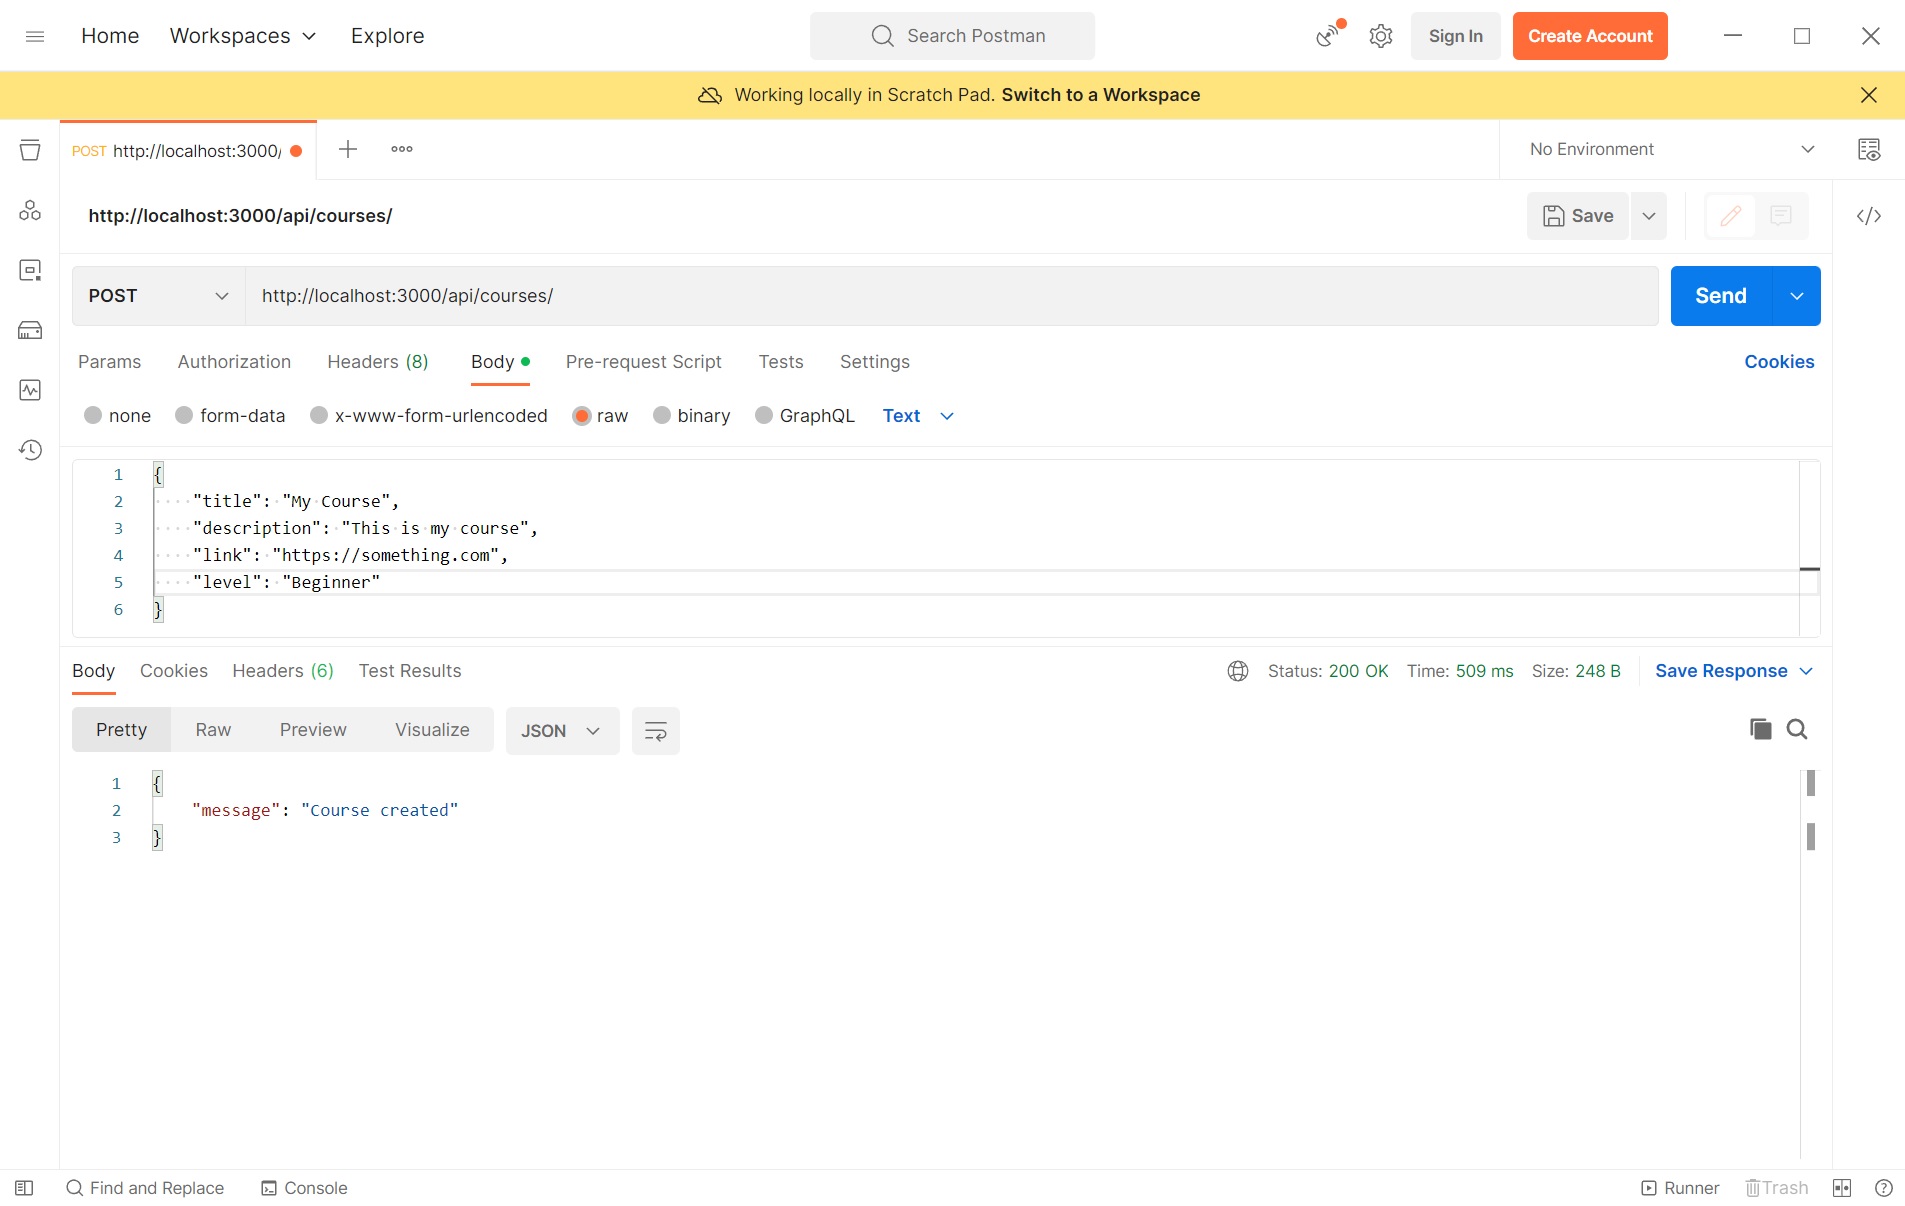 Home Workspaces Explore Search Postman Sign In Create Account
Working locally in Scratch Pad. Switch to a Workspace
POST http://localhost:3000/ No Environment
http://localhost:3000/api/courses/ Save
POST http://localhost:3000/api/courses/ Send
Params Authorization Headers (8) Body Pre-request Script Tests Settings Cookies
none form-data x-www-form-urlencoded raw binary GraphQL Text
1 {
2 "title": "My Course",
3 "description": "This is my course",
4 "link": "https://something.com",
5 "level": "Beginner"
6 }
Body Cookies Headers (6) Test Results Status: 200 OK Time: 509 ms Size: 248 B Save Response
Pretty Raw Preview Visualize JSON
1 {
2 "message": "Course created"
3 }
Find and Replace Console Runner Trash